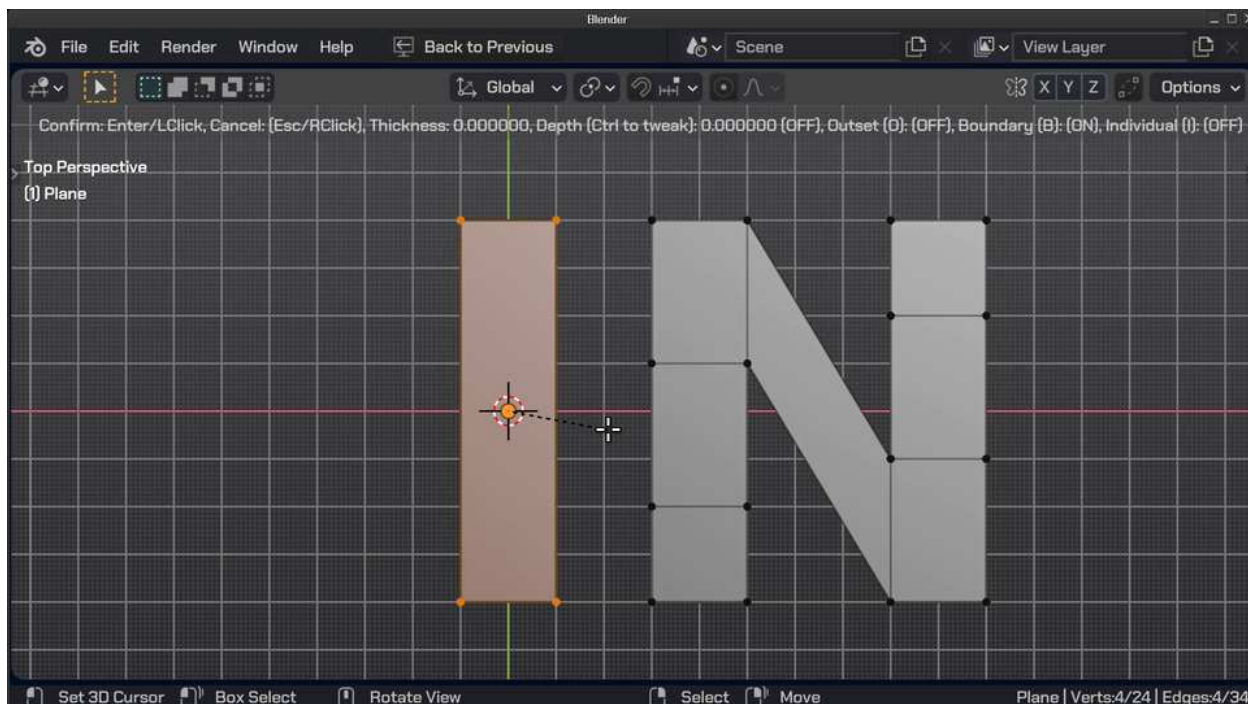 Blender
File Edit Render Window Help Back to Previous Scene View Layer
Global X Y Z Options
Confirm: Enter/LClick, Cancel: (Esc/RClick), Thickness: 0.000000, Depth (Ctrl to tweak): 0.000000 (OFF), Outset (O): (OFF), Boundary (B): (ON), Individual (I): (OFF)
Top Perspective
(1) Plane
IN
Set 3D Cursor Box Select Rotate View Select Move Plane | Verts:4/24 | Edges:4/34